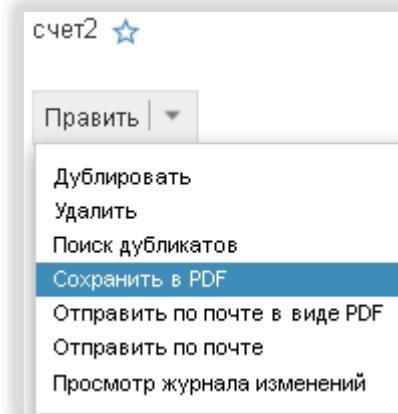 счет2
Править
Дублировать
Удалить
Поиск дубликатов
Сохранить в PDF
Отправить по почте в виде PDF
Отправить по почте
Просмотр журнала изменений